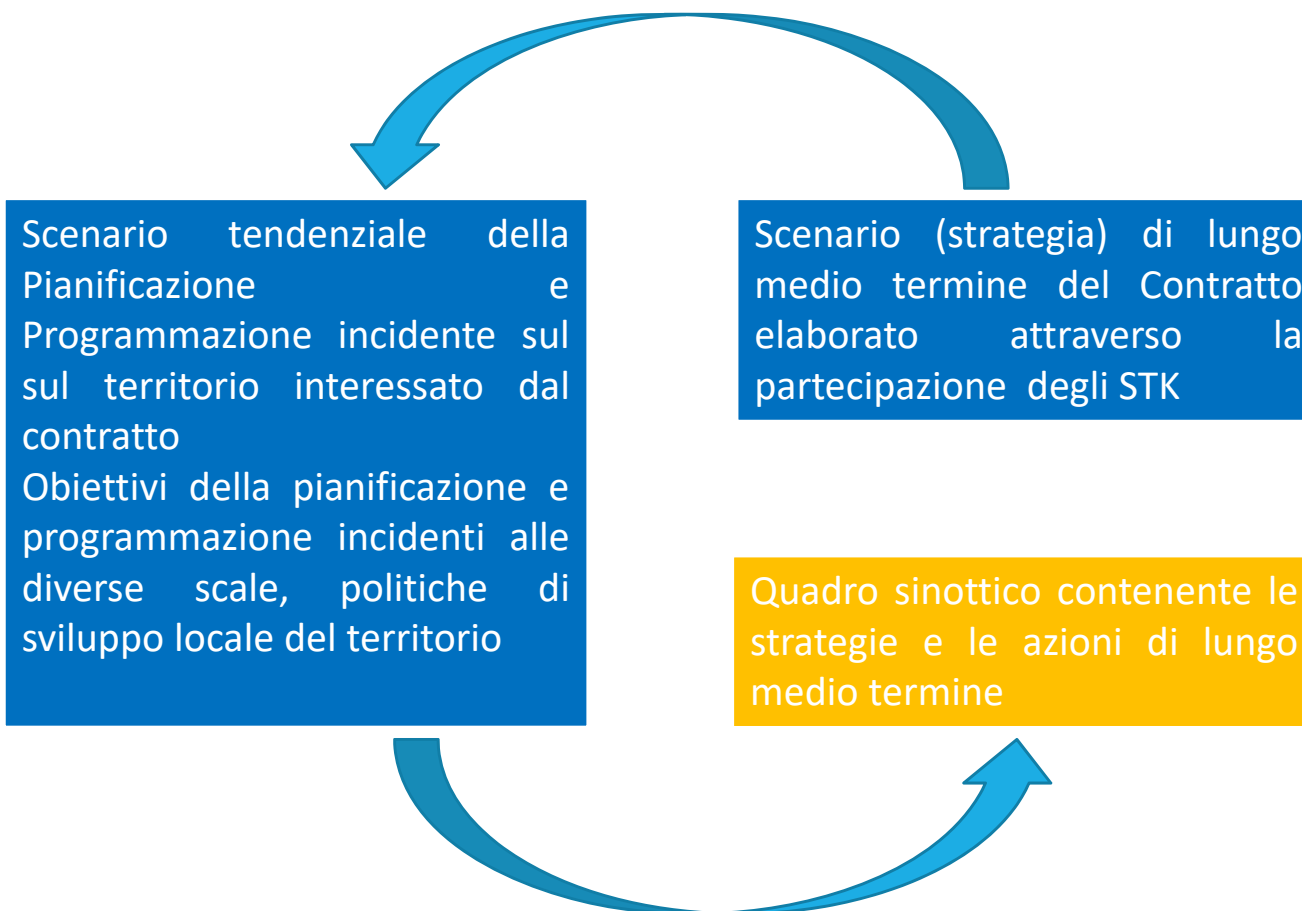 Scenario tendenziale della
Pianificazione e
Programmazione incidente sul
sul territorio interessato dal
contratto
Obiettivi della pianificazione e
programmazione incidenti alle
diverse scale, politiche di
sviluppo locale del territorio
Scenario (strategia) di lungo
medio termine del Contratto
elaborato attraverso la
partecipazione degli STK
Quadro sinottico contenente le
strategie e le azioni di lungo
medio termine